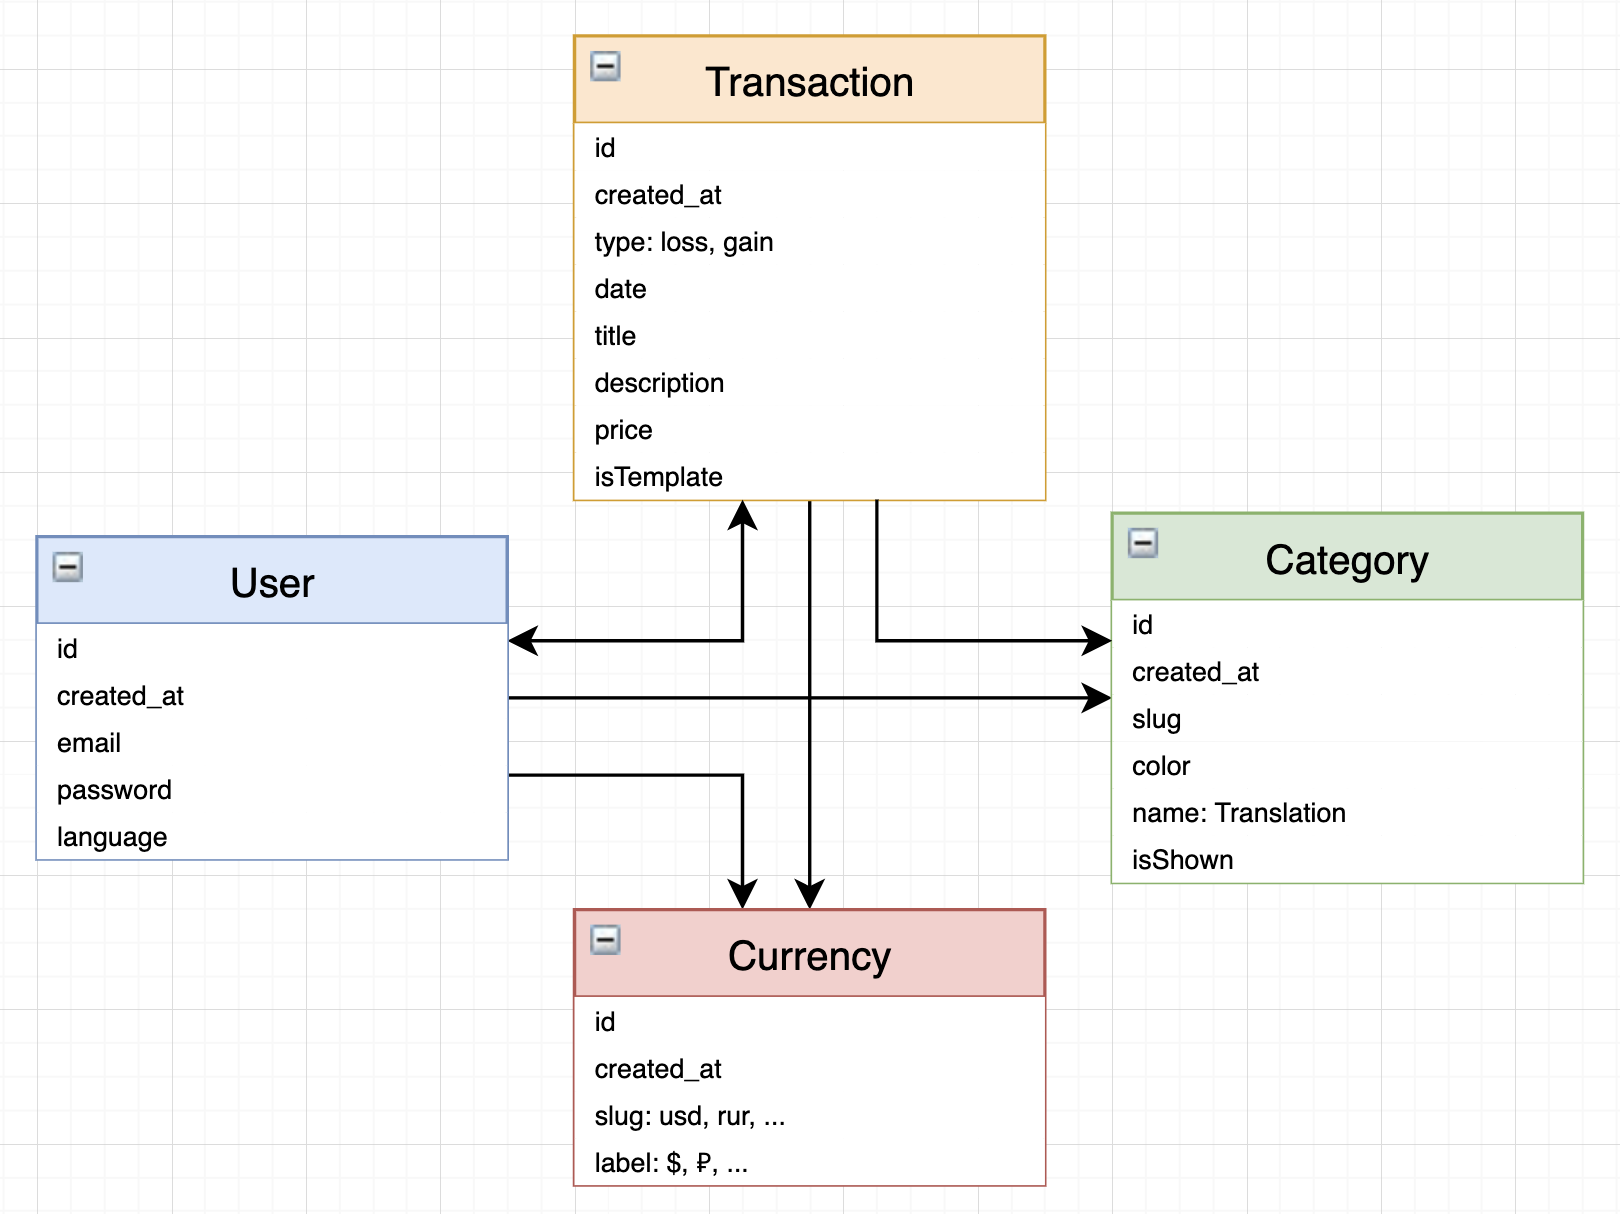 Transaction
id
created_at
type: loss, gain
date
title
description
price
isTemplate
User
id
created_at
email
password
language
Category
id
created_at
slug
color
name: Translation
isShown
Currency
id
created_at
slug: usd, rur, ...
label: $, ₽, ...